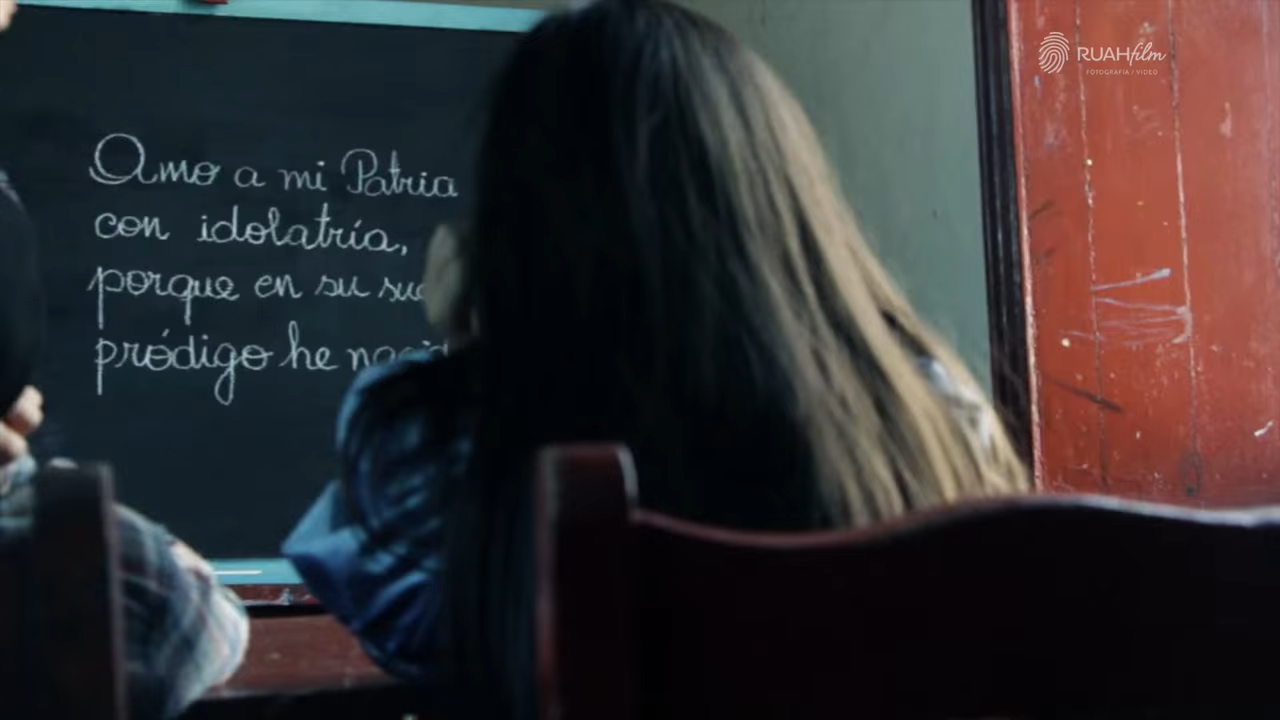 Amo a mi Patria
con idolatría,
porque en su
pródigo he
RUAHfilm
FOTOGRAFÍA / VIDEO